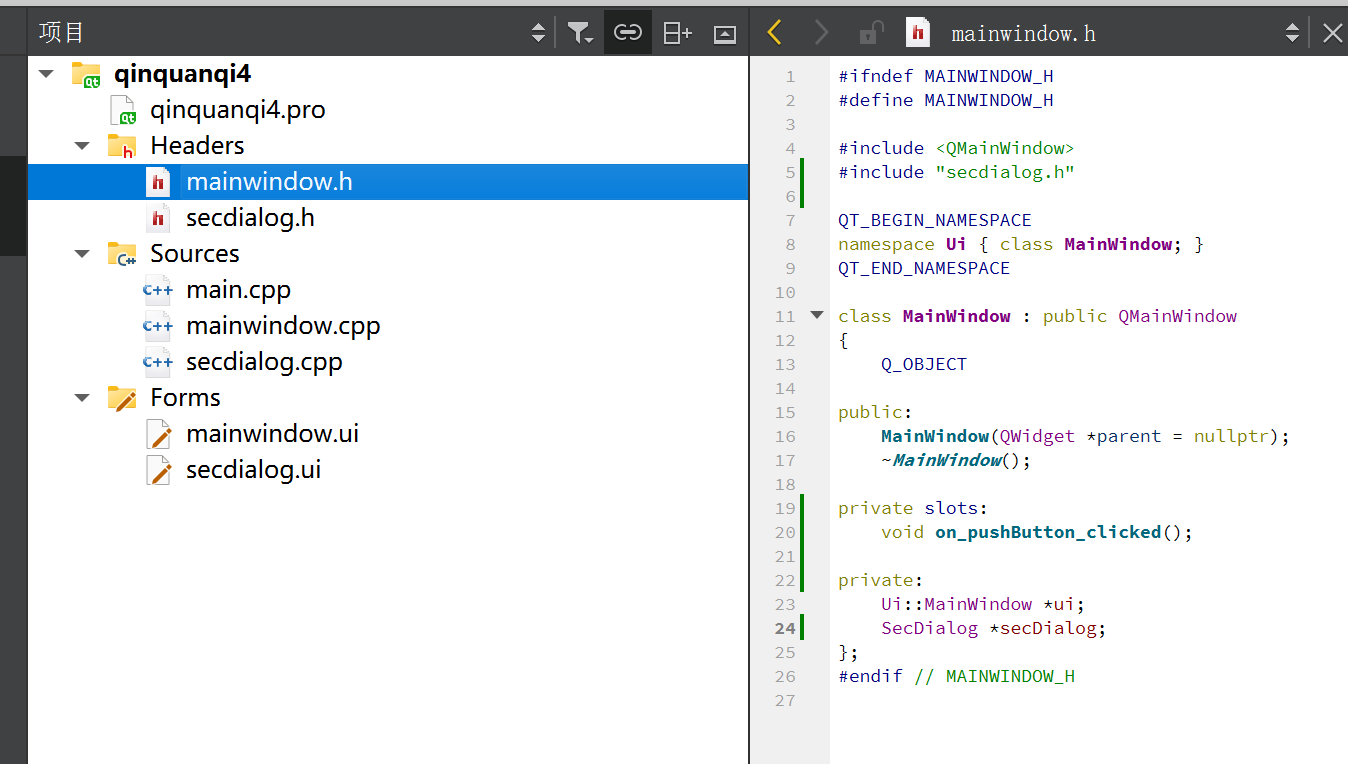 项目
qinquanqi4
qinquanqi4.pro
Headers
mainwindow.h
secdialog.h
Sources
main.cpp
mainwindow.cpp
secdialog.cpp
Forms
mainwindow.ui
secdialog.ui
mainwindow.h
1 #ifndef MAINWINDOW_H
2 #define MAINWINDOW_H
3
4 #include <QMainWindow>
5 #include "secdialog.h"
6
7 QT_BEGIN_NAMESPACE
8 namespace Ui { class MainWindow; }
9 QT_END_NAMESPACE
10
11 class MainWindow : public QMainWindow
12 {
13     Q_OBJECT
14
15 public:
16     MainWindow(QWidget *parent = nullptr);
17     ~MainWindow();
18
19 private slots:
20     void on_pushButton_clicked();
21
22 private:
23     Ui::MainWindow *ui;
24     SecDialog *secDialog;
25 };
26 #endif // MAINWINDOW_H
27